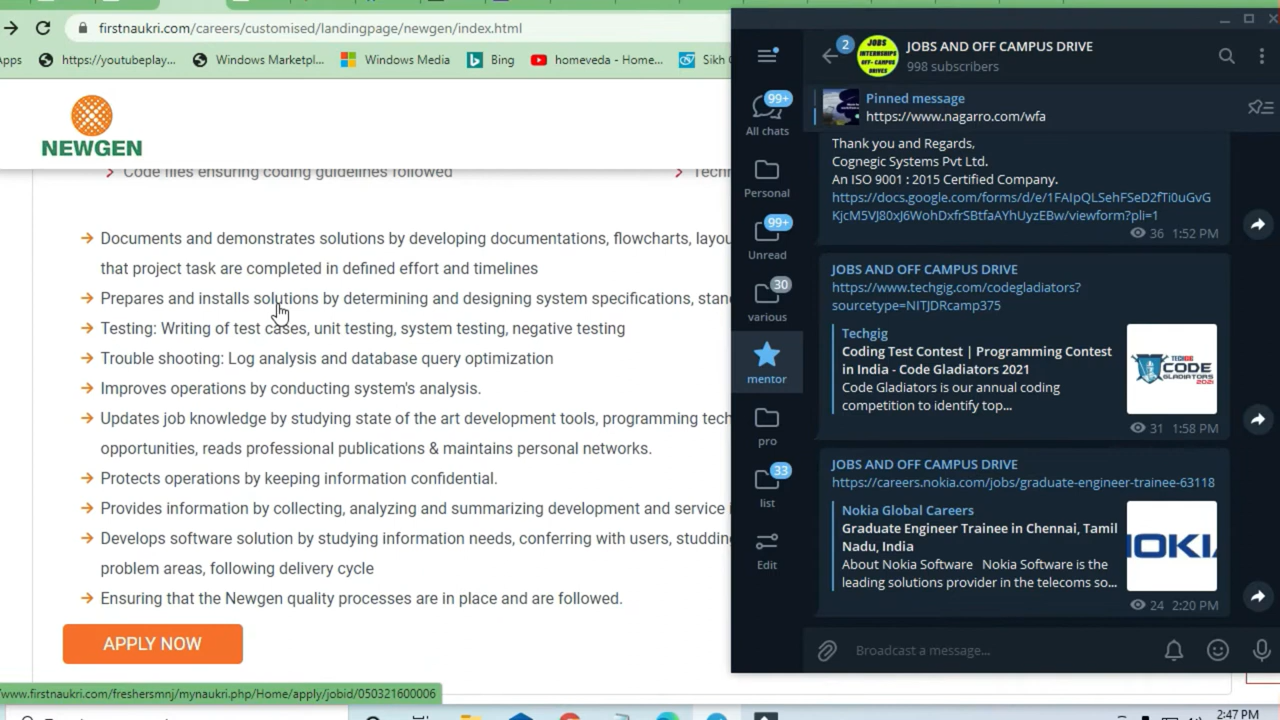 firstnaukri.com/careers/customised/landingpage/newgen/index.html
Apps
https://youtubeply...
Windows Marketpl...
Windows Media
Bing
homeveda - Home...
Sikh
NEWGEN
Code files ensuring coding guidelines followed
Documents and demonstrates solutions by developing documentations, flowcharts, layou
that project task are completed in defined effort and timelines
Prepares and installs solutions by determining and designing system specifications, stan
Testing: Writing of test cases, unit testing, system testing, negative testing
Trouble shooting: Log analysis and database query optimization
Improves operations by conducting system's analysis.
Updates job knowledge by studying state of the art development tools, programming tech
opportunities, reads professional publications & maintains personal networks.
Protects operations by keeping information confidential.
Provides information by collecting, analyzing and summarizing development and service i
Develops software solution by studying information needs, conferring with users, studdin
problem areas, following delivery cycle
Ensuring that the Newgen quality processes are in place and are followed.
APPLY NOW
www.firstnaukri.com/freshersmnj/mynaukri.php/Home/apply/jobid/050321600006
99+
All chats
Personal
99+
Unread
30
various
mentor
pro
33
list
Edit
2
JOBS
INTERNSHIPS
OFF-CAMPUS
DRIVES
JOBS AND OFF CAMPUS DRIVE
998 subscribers
Pinned message
https://www.nagarro.com/wfa
Thank you and Regards,
Cognegic Systems Pvt Ltd.
An ISO 9001 : 2015 Certified Company.
https://docs.google.com/forms/d/e/1FAIpQLSehFSeD2fTi0uGvG
KjcM5VJ80xJ6WohDxfrSBtfaAYhUyzEBw/viewform?pli=1
36 1:52 PM
JOBS AND OFF CAMPUS DRIVE
https://www.techgig.com/codegladiators?
sourcetype=NITJDRcamp375
Techgig
Coding Test Contest | Programming Contest
in India - Code Gladiators 2021
Code Gladiators is our annual coding
competition to identify top...
TECHGIG
CODE
GLADIATORS
2021
31 1:58 PM
JOBS AND OFF CAMPUS DRIVE
https://careers.nokia.com/jobs/graduate-engineer-trainee-63118
Nokia Global Careers
Graduate Engineer Trainee in Chennai, Tamil
Nadu, India
About Nokia Software Nokia Software is the
leading solutions provider in the telecoms so...
NOKI
24 2:20 PM
Broadcast a message...
2:47 PM